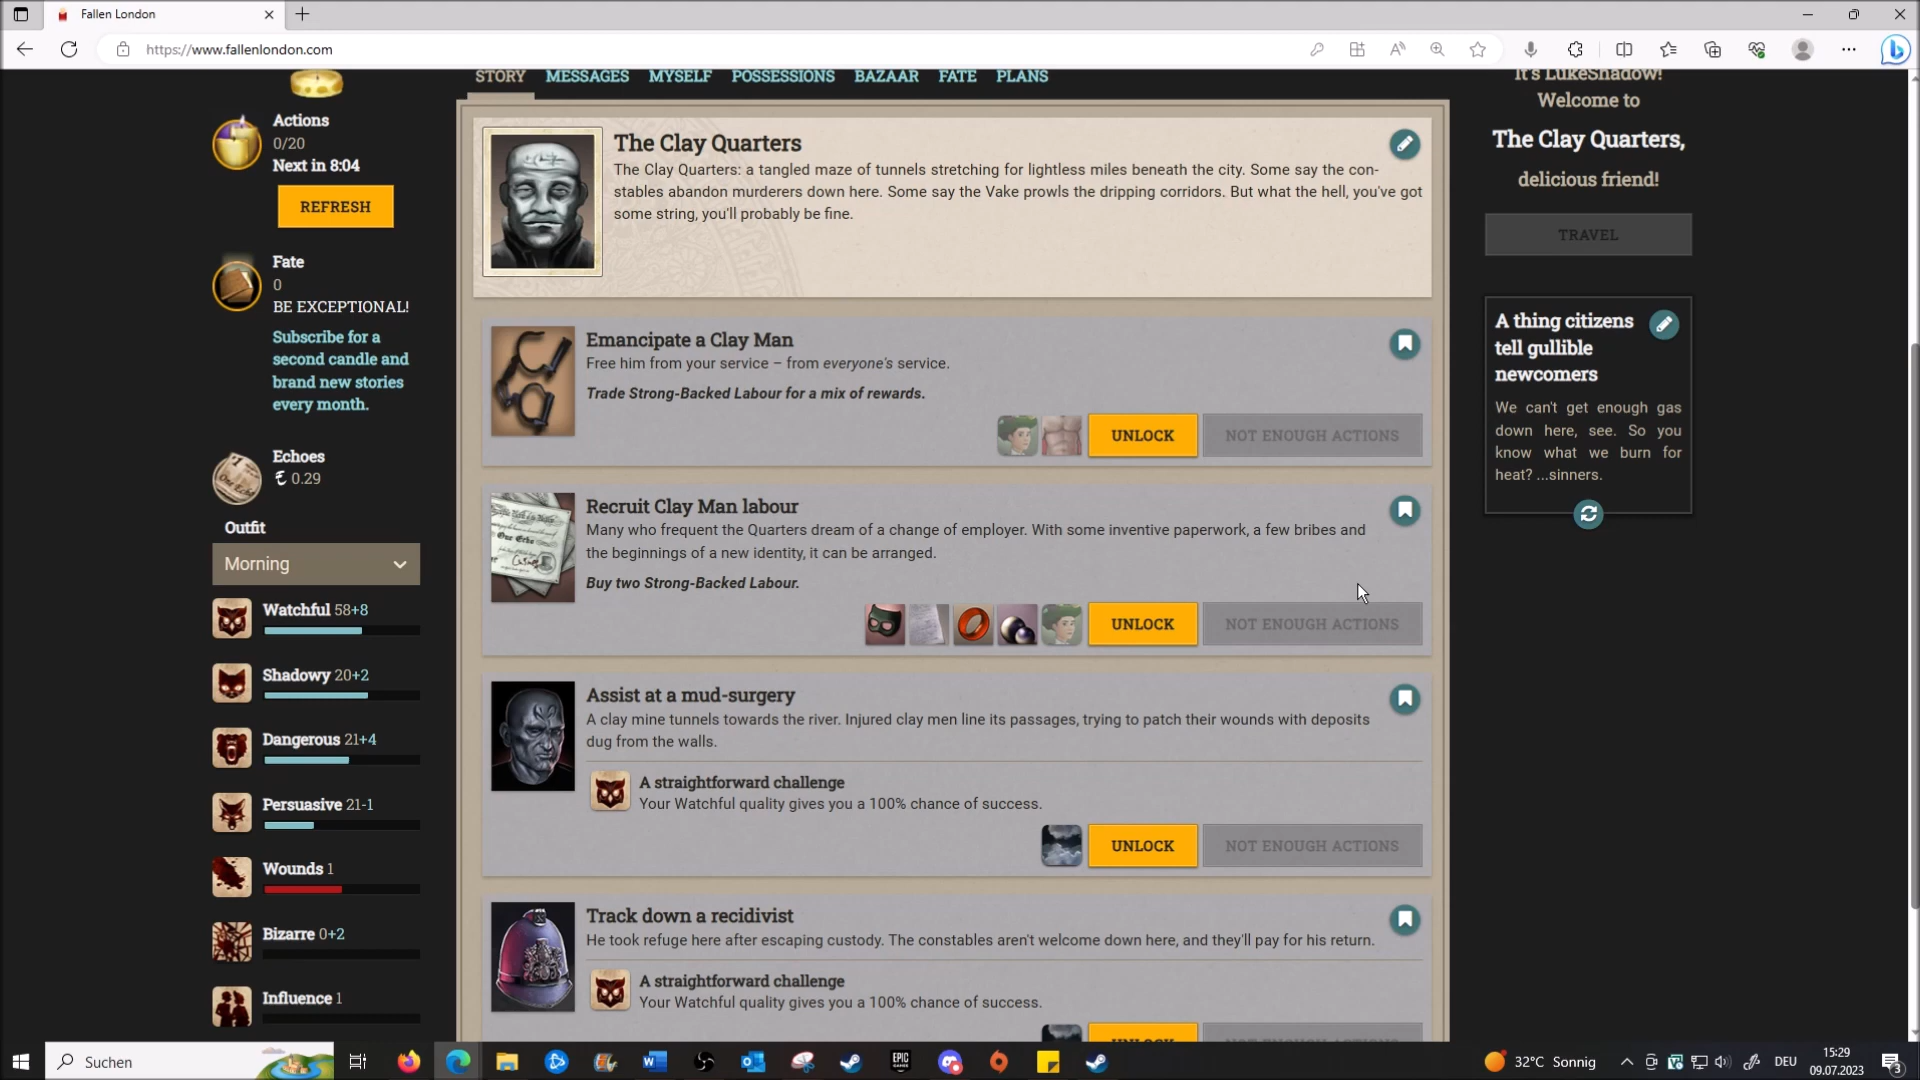 Fallen London
https://www.fallenlondon.com
STORY MESSAGES MYSELF POSSESSIONS BAZAAR FATE PLANS
Actions
0/20
Next in 8:04
REFRESH
Fate
0
BE EXCEPTIONAL!
Subscribe for a
second candle and
brand new stories
every month.
Echoes
0.29
Outfit
Morning
Watchful 58+8
Shadowy 20+2
Dangerous 21+4
Persuasive 21-1
Wounds 1
Bizarre 0+2
Influence 1
The Clay Quarters
The Clay Quarters: a tangled maze of tunnels stretching for lightless miles beneath the city. Some say the con-
stables abandon murderers down here. Some say the Vake prowls the dripping corridors. But what the hell, you've got
some string, you'll probably be fine.
Emancipate a Clay Man
Free him from your service – from everyone's service.
Trade Strong-Backed Labour for a mix of rewards.
UNLOCK NOT ENOUGH ACTIONS
Recruit Clay Man labour
Many who frequent the Quarters dream of a change of employer. With some inventive paperwork, a few bribes and
the beginnings of a new identity, it can be arranged.
Buy two Strong-Backed Labour.
UNLOCK NOT ENOUGH ACTIONS
Assist at a mud-surgery
A clay mine tunnels towards the river. Injured clay men line its passages, trying to patch their wounds with deposits
dug from the walls.
A straightforward challenge
Your Watchful quality gives you a 100% chance of success.
UNLOCK NOT ENOUGH ACTIONS
Track down a recidivist
He took refuge here after escaping custody. The constables aren't welcome down here, and they'll pay for his return.
A straightforward challenge
Your Watchful quality gives you a 100% chance of success.
It's LukeShadow!
Welcome to
The Clay Quarters,
delicious friend!
TRAVEL
A thing citizens
tell gullible
newcomers
We can't get enough gas
down here, see. So you
know what we burn for
heat? ...sinners.
Suchen
32°C Sonnig
DEU
15:29
09.07.2023
3